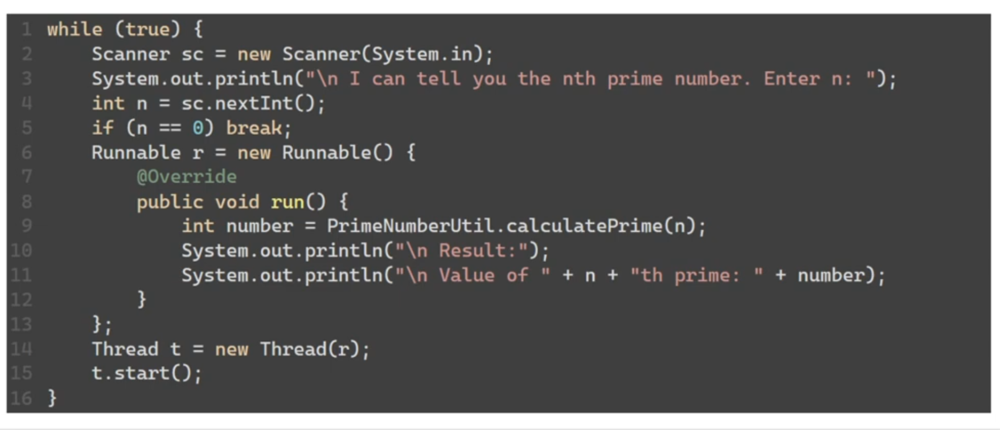 1 while (true) {
2     Scanner sc = new Scanner(System.in);
3     System.out.println("\n I can tell you the nth prime number. Enter n: ");
4     int n = sc.nextInt();
5     if (n == 0) break;
6     Runnable r = new Runnable() {
7         @Override
8         public void run() {
9             int number = PrimeNumberUtil.calculatePrime(n);
10             System.out.println("\n Result:");
11             System.out.println("\n Value of " + n + "th prime: " + number);
12         }
13     };
14     Thread t = new Thread(r);
15     t.start();
16 }